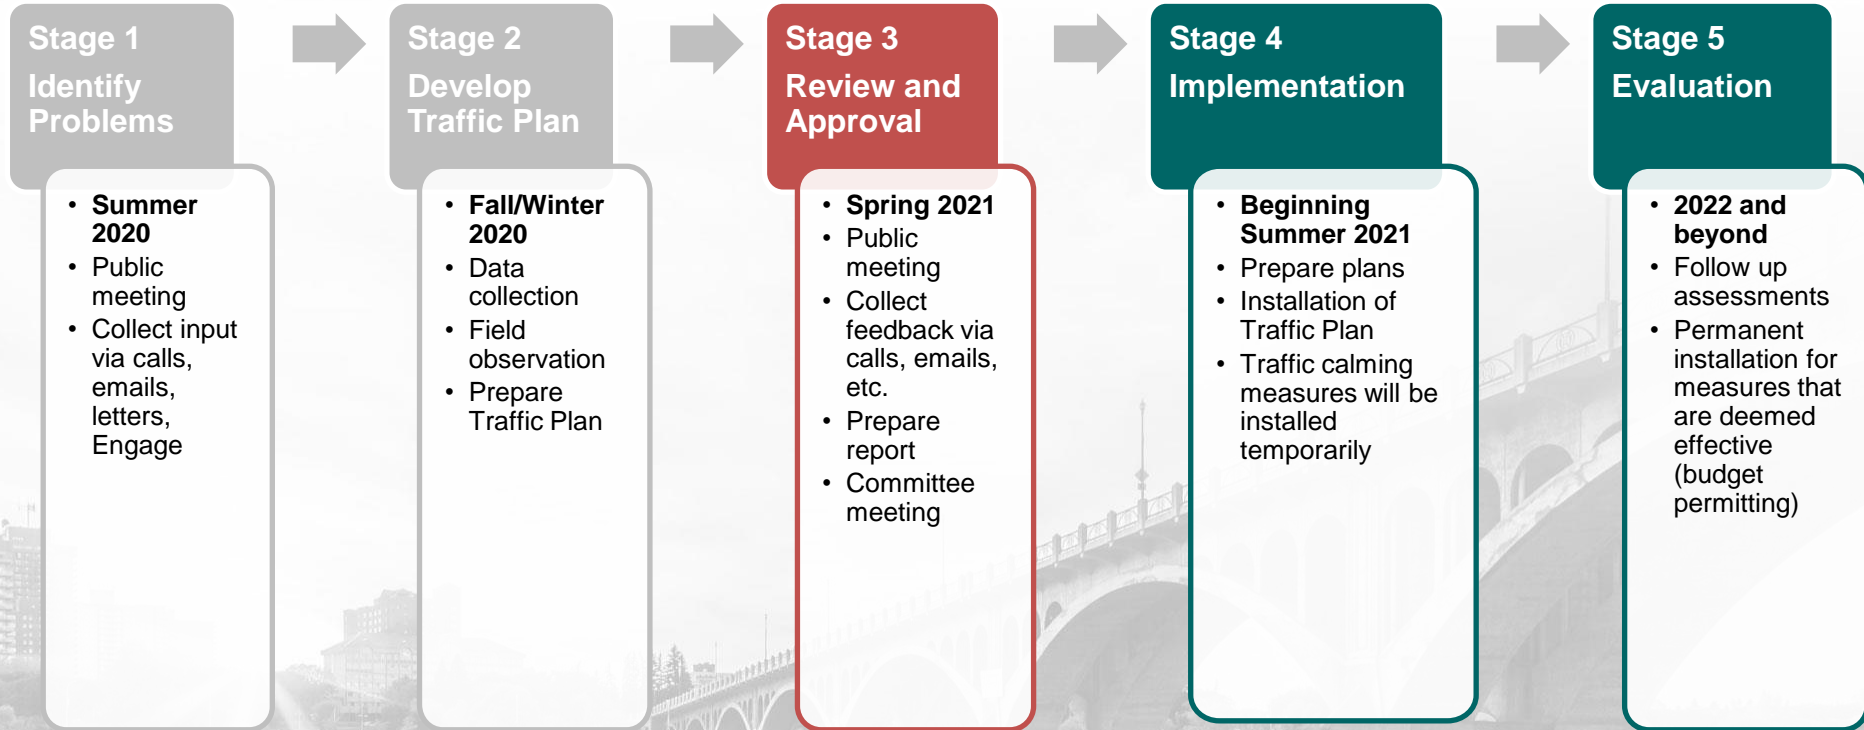 Stage 1
Identify
Problems
• Summer
2020
• Public
meeting
• Collect input
via calls,
emails,
letters,
Engage
Stage 2
Develop
Traffic Plan
• Fall/Winter
2020
• Data
collection
• Field
observation
• Prepare
Traffic Plan
Stage 3
Review and
Approval
• Spring 2021
• Public
meeting
• Collect
feedback via
calls, emails,
etc.
• Prepare
report
• Committee
meeting
Stage 4
Implementation
• Beginning
Summer 2021
• Prepare plans
• Installation of
Traffic Plan
• Traffic calming
measures will be
installed
temporarily
Stage 5
Evaluation
• 2022 and
beyond
• Follow up
assessments
• Permanent
installation for
measures that
are deemed
effective
(budget
permitting)